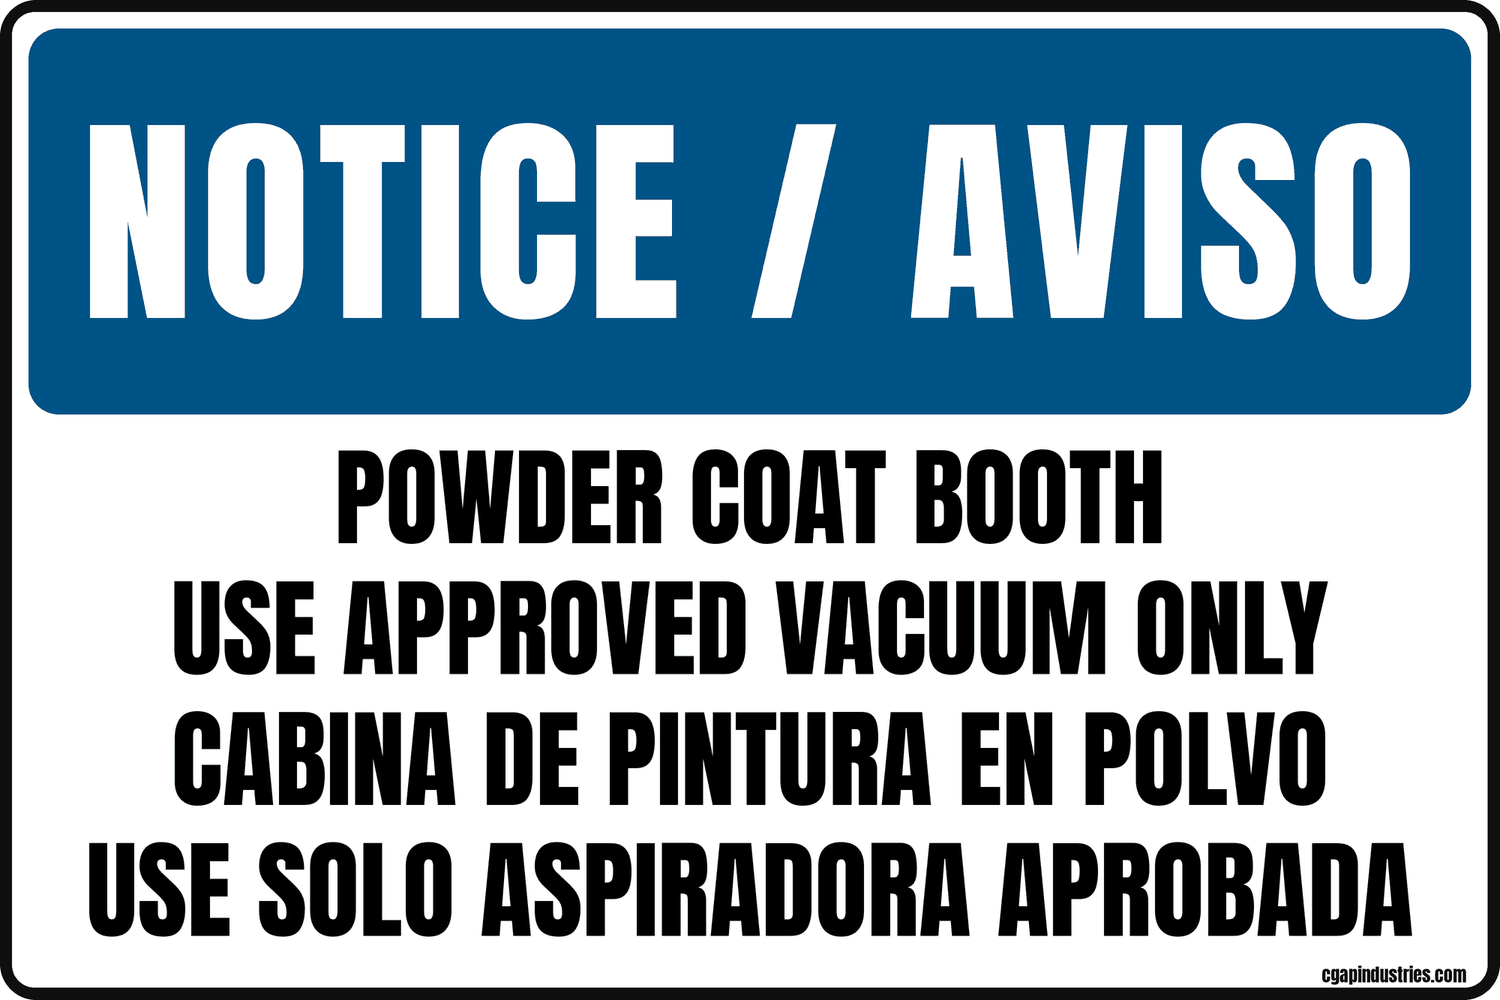 NOTICE / AVISO
POWDER COAT BOOTH
USE APPROVED VACUUM ONLY
CABINA DE PINTURA EN POLVO
USE SOLO ASPIRADORA APROBADA
cgapindustries.com